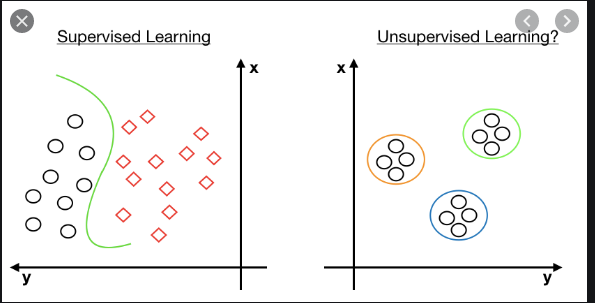 Supervised Learning
Unsupervised Learning?
x
x
y
y